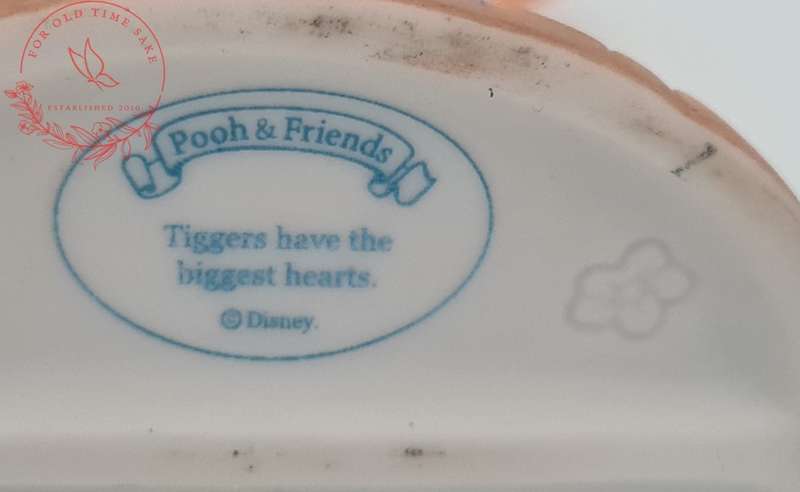 FOR OLD TIME SAKE
ESTABLISHED 2010
Pooh & Friends
Tiggers have the
biggest hearts.
© Disney.